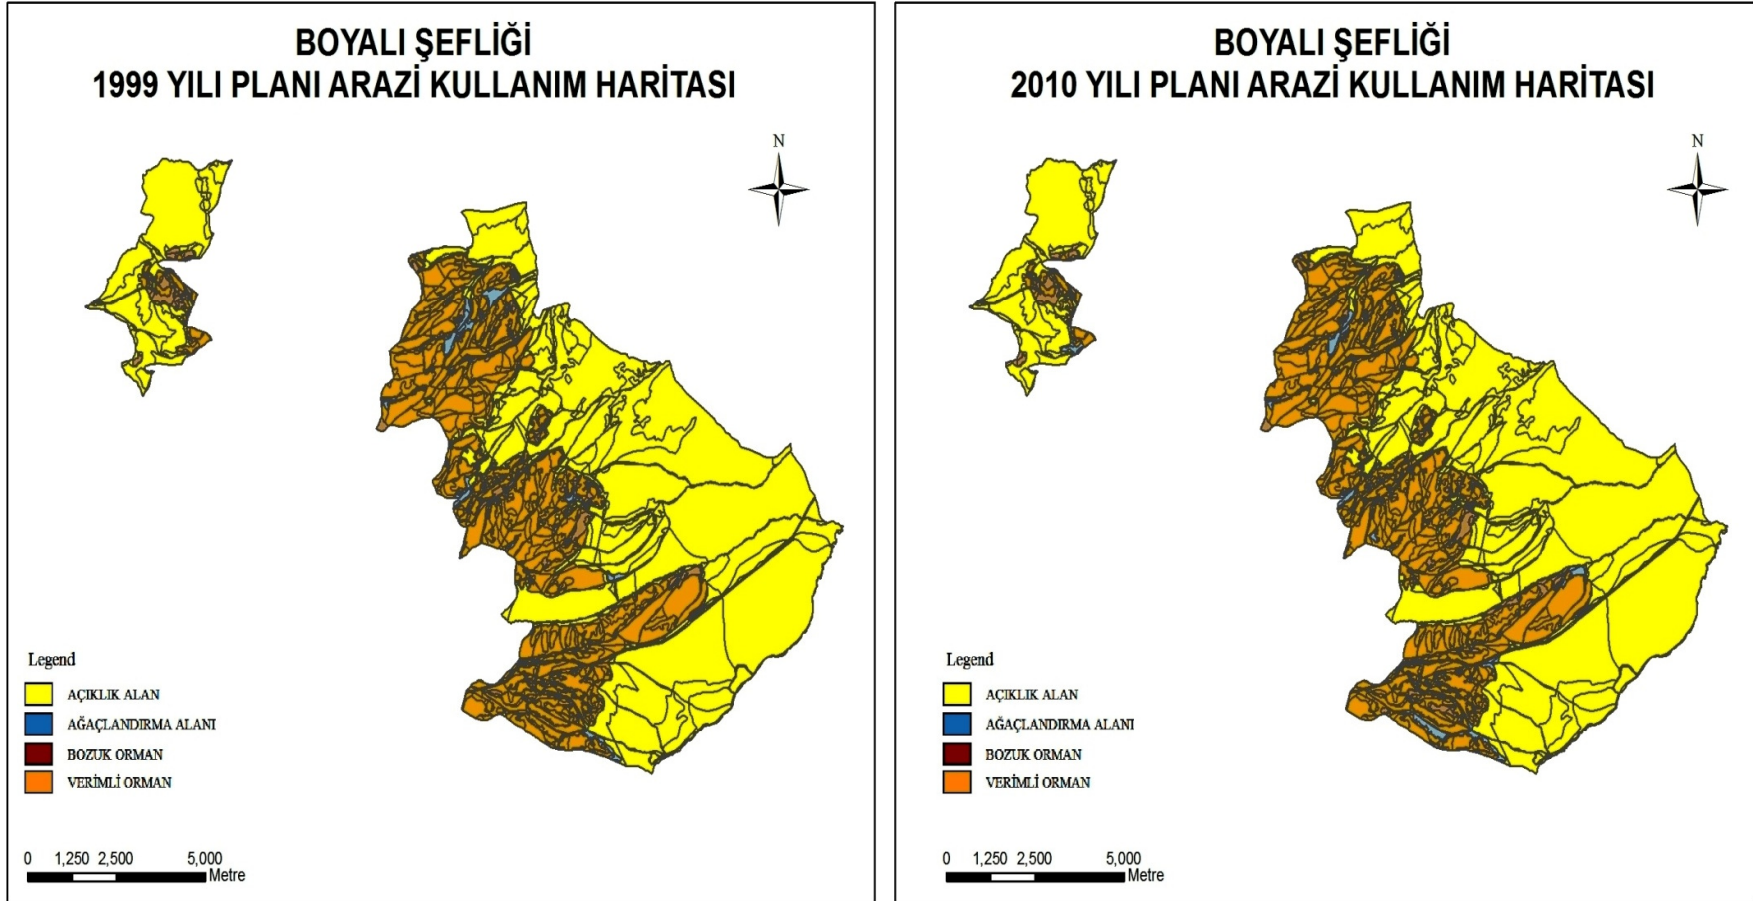 BOYALI ŞEFLİĞİ
1999 YILI PLANI ARAZİ KULLANIM HARİTASI
N
Legend
AÇIKLIK ALAN
AĞAÇLANDIRMA ALANI
BOZUK ORMAN
VERİMLİ ORMAN
0 1,250 2,500 5,000
Metre
BOYALI ŞEFLİĞİ
2010 YILI PLANI ARAZİ KULLANIM HARİTASI
N
Legend
AÇIKLIK ALAN
AĞAÇLANDIRMA ALANI
BOZUK ORMAN
VERİMLİ ORMAN
0 1,250 2,500 5,000
Metre